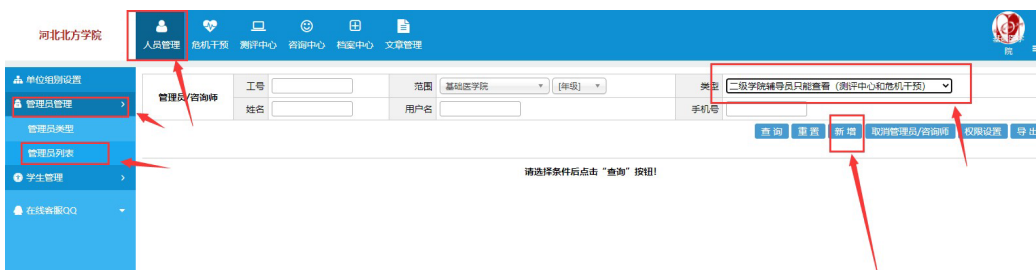 河北北方学院
人员管理 危机干预 测评中心 咨询中心 档案中心 文章管理
院
单位组别设置
管理员管理
管理员类型
管理员列表
学生管理
在线客服QQ
管理员/咨询师
工号 范围 基础医学院 [年级] 类型 二级学院辅导员只能查看（测评中心和危机干预）
姓名 用户名 手机号
查询 重置 新增 取消管理员/咨询师 权限设置 导出
请选择条件后点击“查询”按钮！